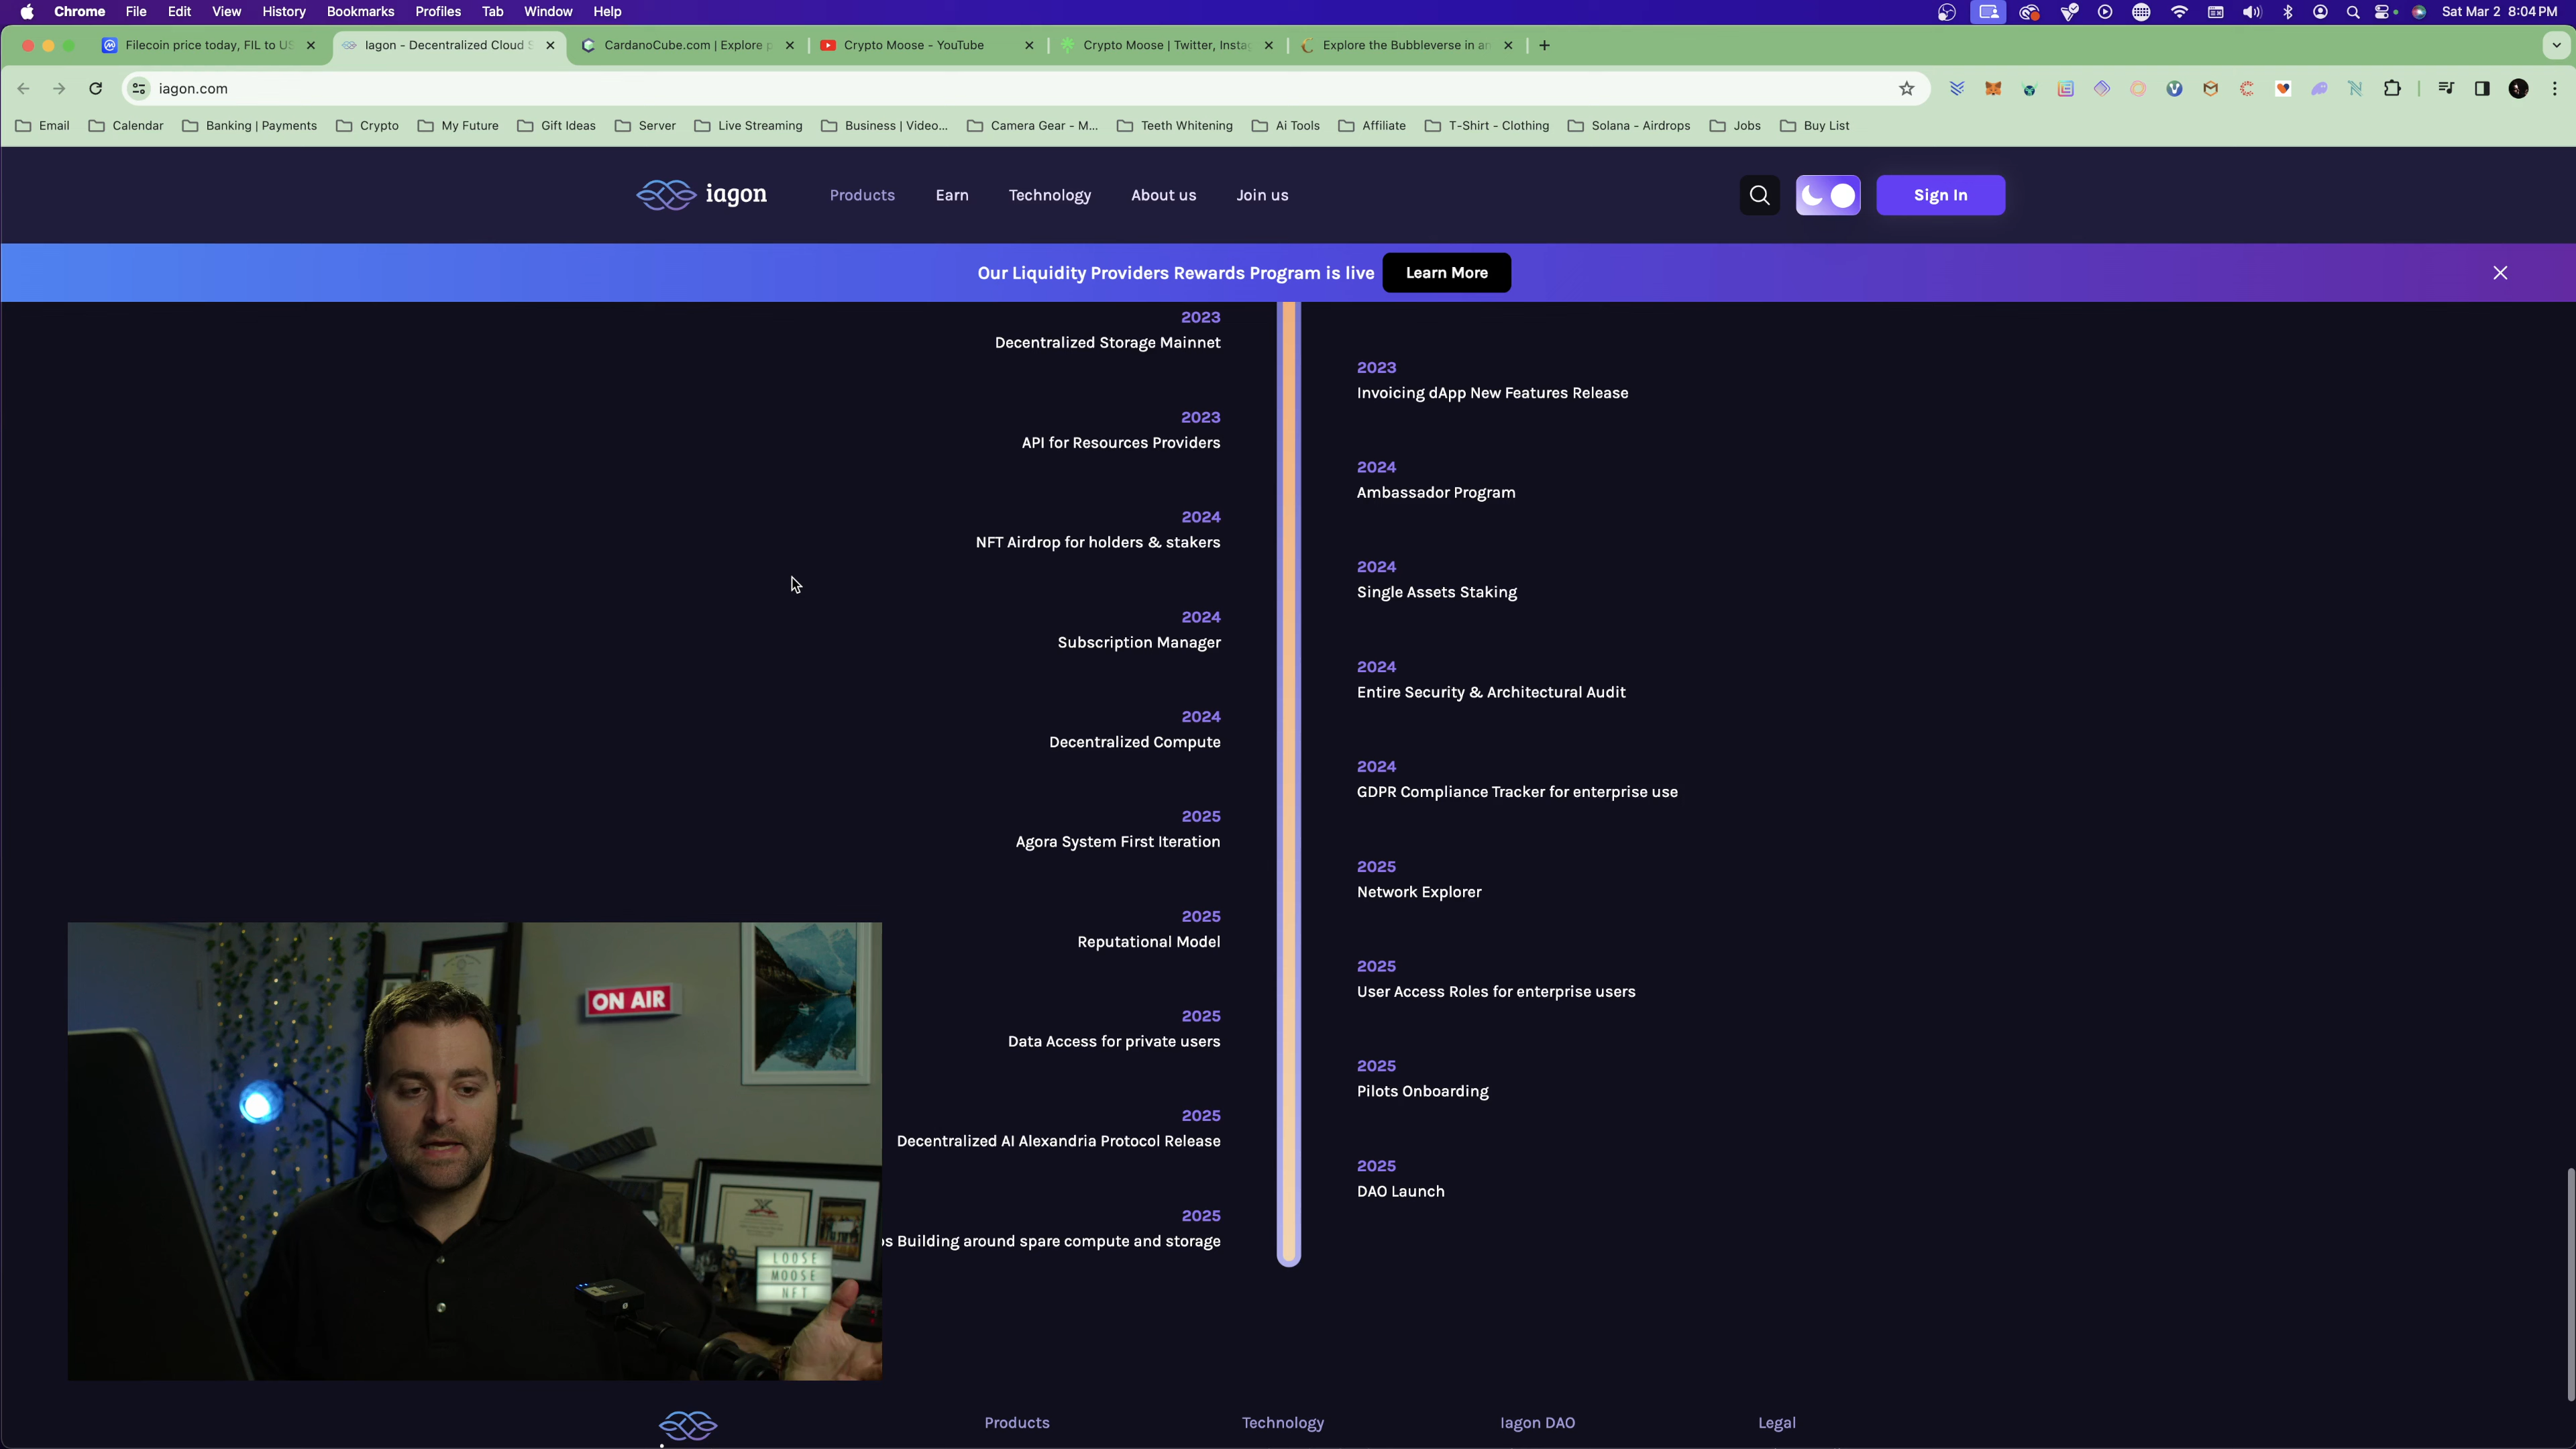 Chrome File Edit View History Bookmarks Profiles Tab Window Help Sat Mar 2 8:04 PM
Filecoin price today, FIL to US Iagon - Decentralized Cloud S CardanoCube.com | Explore p Crypto Moose - YouTube Crypto Moose | Twitter, Insta Explore the Bubbleverse in an
iagon.com
Email Calendar Banking | Payments Crypto My Future Gift Ideas Server Live Streaming Business | Video... Camera Gear - M... Teeth Whitening Ai Tools Affiliate T-Shirt - Clothing Solana - Airdrops Jobs Buy List
iagon Products Earn Technology About us Join us Sign In
Our Liquidity Providers Rewards Program is live Learn More
2023
Decentralized Storage Mainnet
2023
Invoicing dApp New Features Release
2023
API for Resources Providers
2024
Ambassador Program
2024
NFT Airdrop for holders & stakers
2024
Single Assets Staking
2024
Subscription Manager
2024
Entire Security & Architectural Audit
2024
Decentralized Compute
2024
GDPR Compliance Tracker for enterprise use
2025
Agora System First Iteration
2025
Network Explorer
2025
Reputational Model
2025
User Access Roles for enterprise users
2025
Data Access for private users
2025
Pilots Onboarding
2025
Decentralized AI Alexandria Protocol Release
2025
DAO Launch
2025
Building around spare compute and storage
ON AIR
LOOSE
MOOSE
NFT
Products Technology Iagon DAO Legal